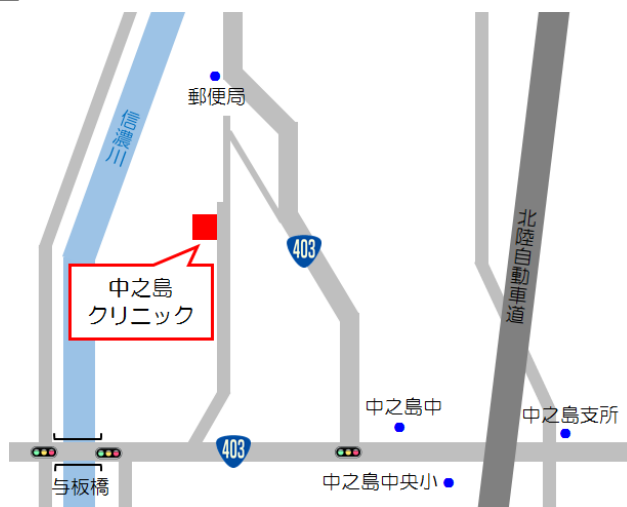 郵便局
信濃川
403
北陸自動車道
中之島
クリニック
中之島中
中之島支所
403
中之島中央小
与板橋